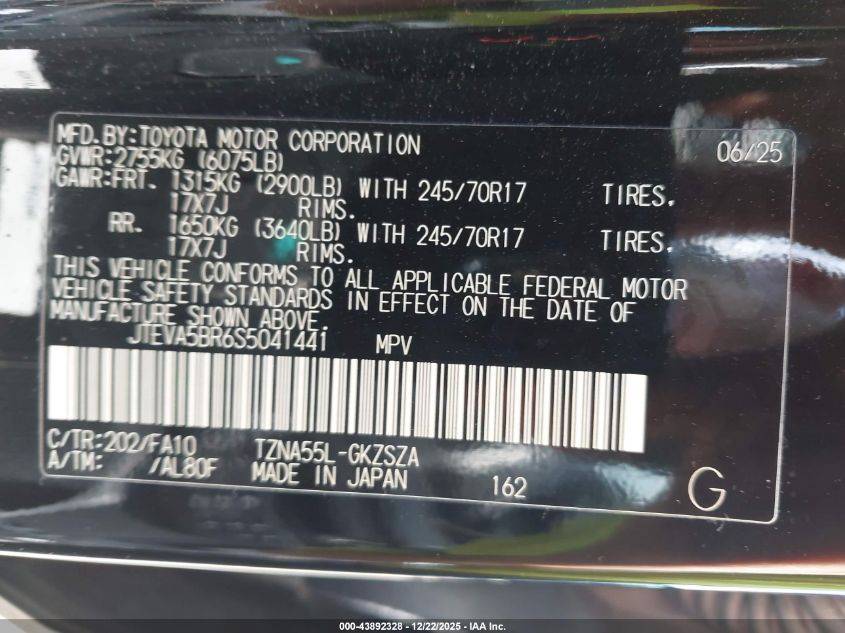 MFD.BY:TOYOTA MOTOR CORPORATION 06/25
GVWR:2755KG (6075LB)
GAWR:FRT. 1315KG (2900LB) WITH 245/70R17 TIRES.
17X7J RIMS.
RR. 1650KG (3640LB) WITH 245/70R17 TIRES.
17X7J RIMS.
THIS VEHICLE CONFORMS TO ALL APPLICABLE FEDERAL MOTOR
VEHICLE SAFETY STANDARDS IN EFFECT ON THE DATE OF
MANUFACTURE SHOWN ABOVE.
JTEVA5BR6S5041441 MPV
C/TR:202/FA10 TZNA55L-GKZSZA
A/TM: /AL80F MADE IN JAPAN 162 G
000-43892328 - 12/22/2025 - IAA Inc.